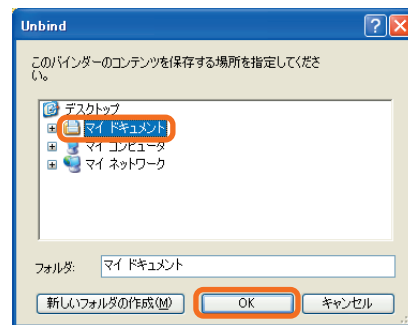 Unbind
このバインダーのコンテンツを保存する場所を指定してくださ
い。
デスクトップ
マイ ドキュメント
マイ コンピュータ
マイ ネットワーク
フォルダ: マイ ドキュメント
新しいフォルダの作成(M) OK キャンセル